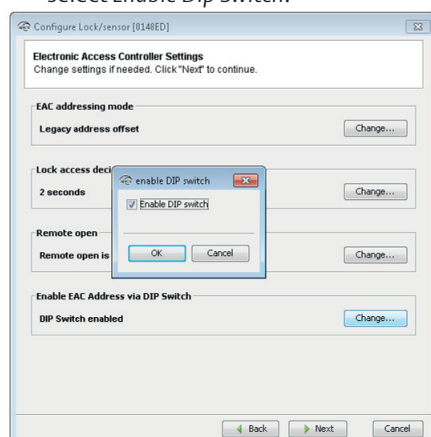 select Enable Dip Switch.
Configure Lock/sensor [0148ED]
Electronic Access Controller Settings
Change settings if needed. Click "Next" to continue.
EAC addressing mode
Legacy address offset
Change...
Lock access deci
2 seconds
Change...
enable DIP switch
Enable DIP switch
OK
Cancel
Remote open
Remote open is
Change...
Enable EAC Address via DIP Switch
DIP Switch enabled
Change...
Back
Next
Cancel